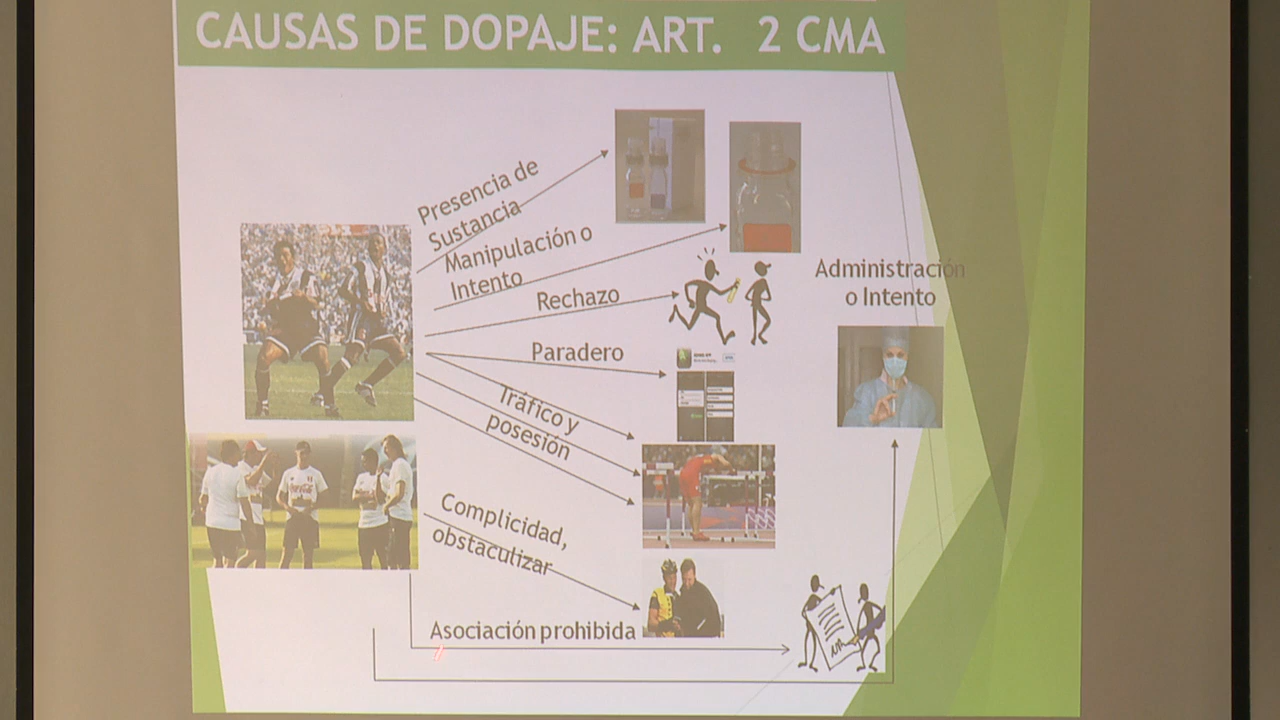 CAUSAS DE DOPAJE: ART. 2 CMA
Presencia de
Sustancia
Manipulación o
Intento
Rechazo
Administración
o Intento
Paradero
Tráfico y
posesión
Complicidad,
obstaculizar
Asociación prohibida